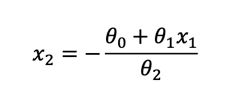 x₂ = − (θ₀ + θ₁x₁) / θ₂